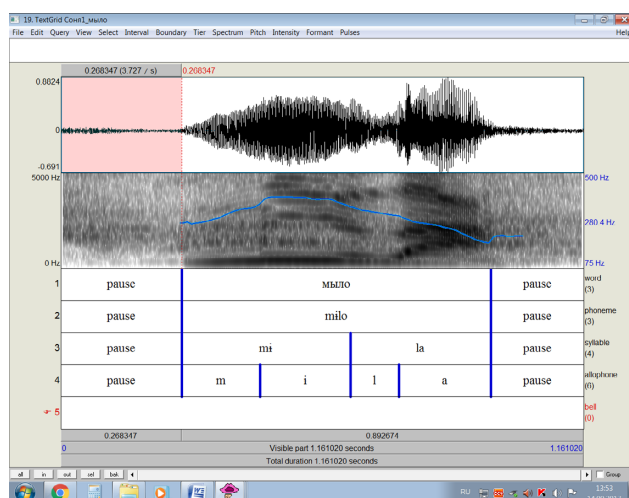 19. TextGrid Соня1_мыло
File Edit Query View Select Interval Boundary Tier Spectrum Pitch Intensity Formant Pulses Help
0.268347 (3.727 / s) 0.268347
0.8024
0
-0.691
5000 Hz 500 Hz
280.4 Hz
0 Hz 75 Hz
1 pause мыло pause word (3)
2 pause mɨlo pause phoneme (3)
3 pause mɨ la pause syllable (4)
4 pause m i l a pause allophone (6)
5 bell (0)
0.268347 0.892674
0 Visible part 1.161020 seconds 1.161020
Total duration 1.161020 seconds
all in out sel bak Group
RU 13:53